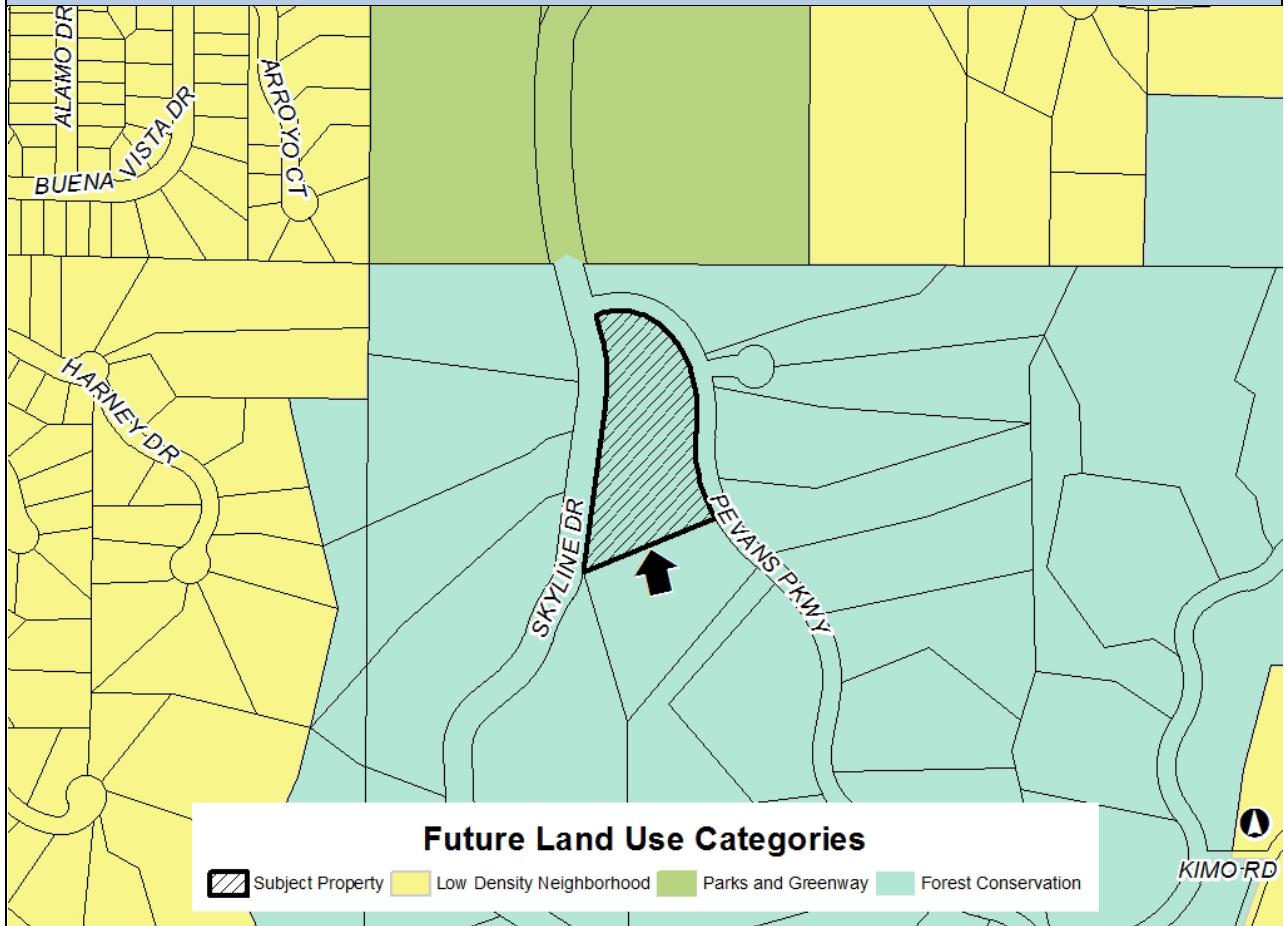 ALAMO DR
ARROYO CT
BUENA VISTA DR
HARNEY DR
SKYLINE DR
PEVANS PKWY
Future Land Use Categories
Subject Property Low Density Neighborhood Parks and Greenway Forest Conservation
KIMO RD